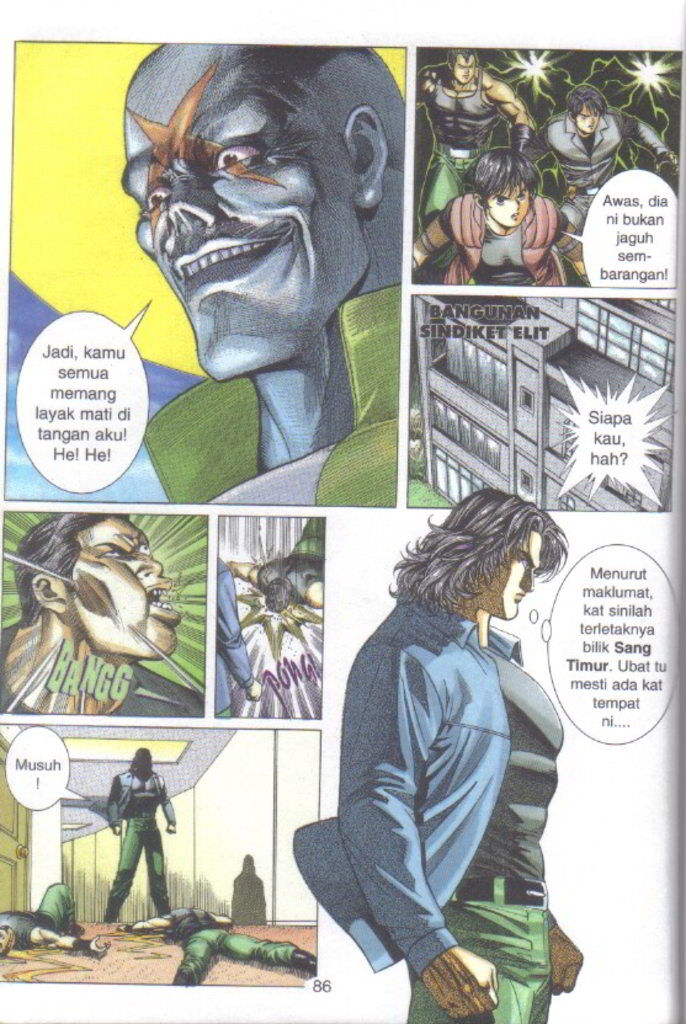 Jadi, kamu
semua
memang
layak mati di
tangan aku!
He! He!
Awas, dia
ni bukan
jaguh
sem-
barangan!
BANGUNAN
SINDIKET ELIT
Siapa
kau,
hah?
BANGG
PONG!
Menurut
maklumat,
kat sinilah
terletaknya
bilik Sang
Timur. Ubat tu
mesti ada kat
tempat
ni....
Musuh
!
86